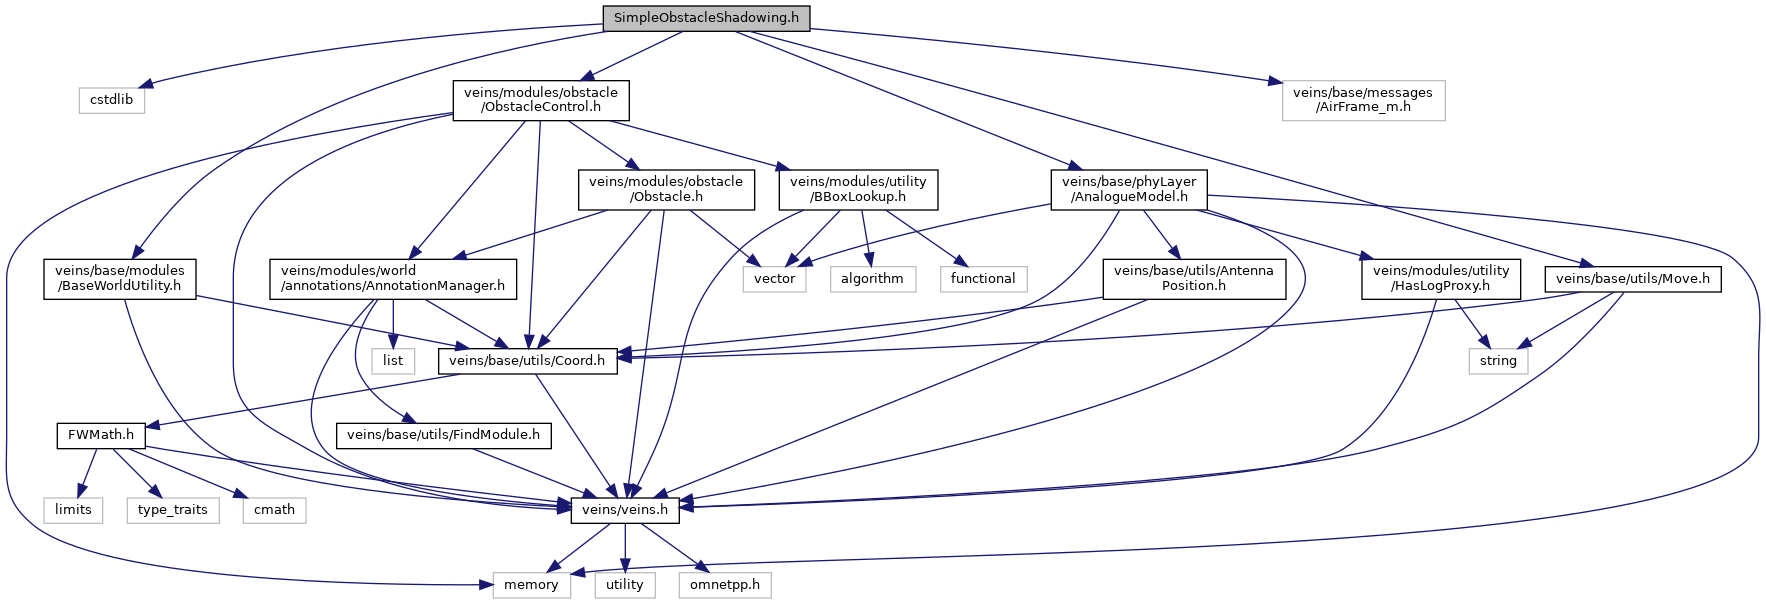 SimpleObstacleShadowing.h
cstdlib
veins/modules/obstacle
/ObstacleControl.h
veins/base/messages
/AirFrame_m.h
veins/modules/obstacle
/Obstacle.h
veins/modules/utility
/BBoxLookup.h
veins/base/phyLayer
/AnalogueModel.h
veins/base/modules
/BaseWorldUtility.h
veins/modules/world
/annotations/AnnotationManager.h
vector
algorithm
functional
veins/base/utils/Antenna
Position.h
veins/modules/utility
/HasLogProxy.h
veins/base/utils/Move.h
list
veins/base/utils/Coord.h
string
FWMath.h
veins/base/utils/FindModule.h
limits
type_traits
cmath
veins/veins.h
memory
utility
omnetpp.h